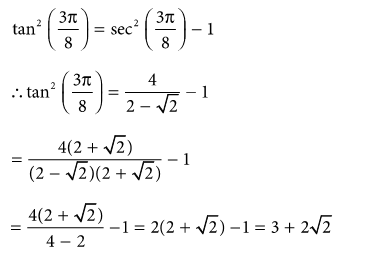 tan² (3π/8) = sec² (3π/8) − 1
∴ tan² (3π/8) = 4/(2 − √2) − 1
= 4(2 + √2)/((2 − √2)(2 + √2)) − 1
= 4(2 + √2)/(4 − 2) −1 = 2(2 + √2) −1 = 3 + 2√2